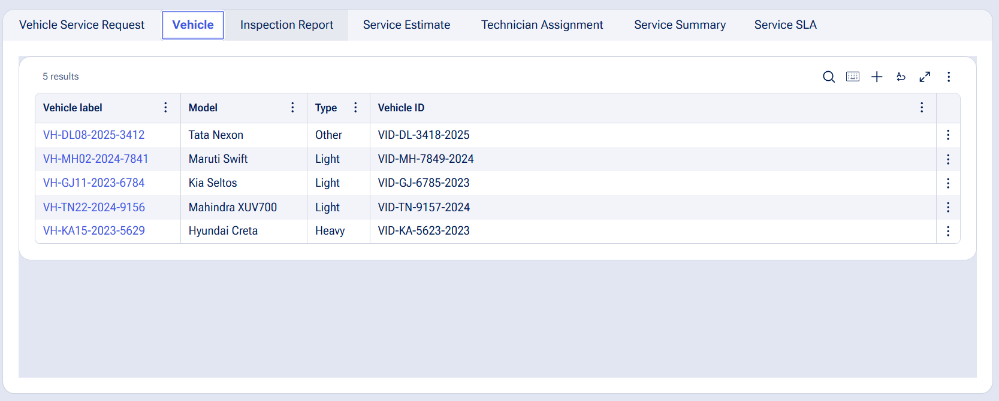 Vehicle Service Request Vehicle Inspection Report Service Estimate Technician Assignment Service Summary Service SLA
5 results
Vehicle label Model Type Vehicle ID
VH-DL08-2025-3412 Tata Nexon Other VID-DL-3418-2025
VH-MH02-2024-7841 Maruti Swift Light VID-MH-7849-2024
VH-GJ11-2023-6784 Kia Seltos Light VID-GJ-6785-2023
VH-TN22-2024-9156 Mahindra XUV700 Light VID-TN-9157-2024
VH-KA15-2023-5629 Hyundai Creta Heavy VID-KA-5623-2023